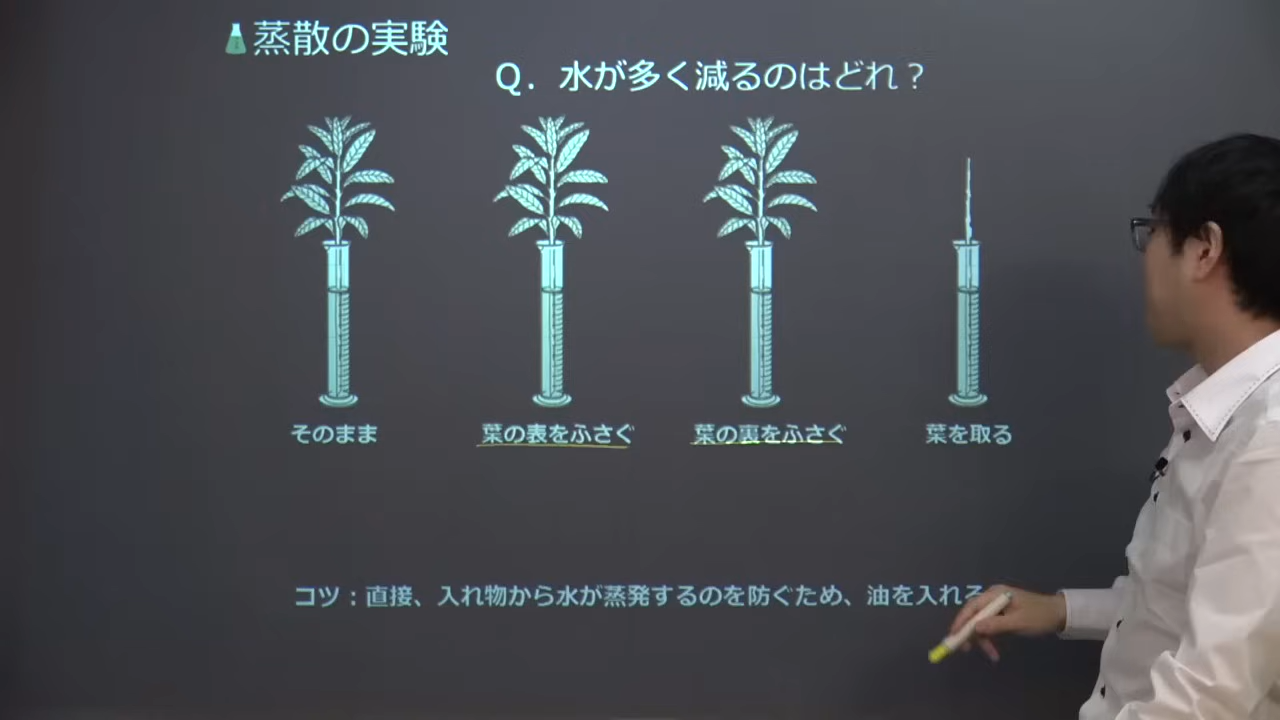 蒸散の実験
Q. 水が多く減るのはどれ？
そのまま
葉の表をふさぐ
葉の裏をふさぐ
葉を取る
コツ：直接、入れ物から水が蒸発するのを防ぐため、油を入れる